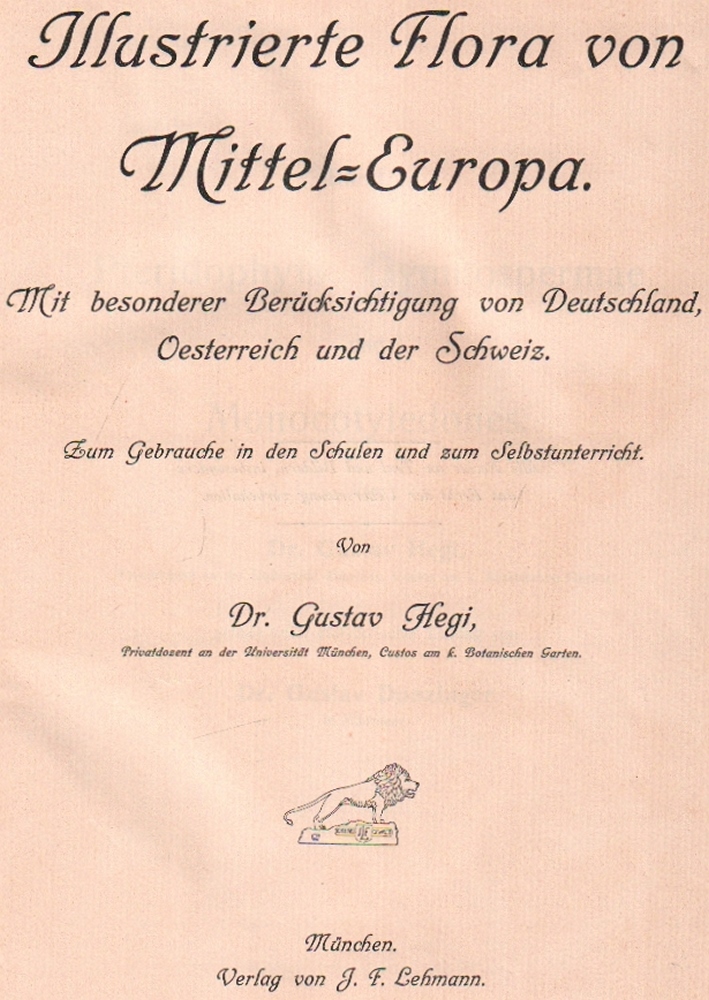 Illustrierte Flora von
Mittel=Europa.
Mit besonderer Berücksichtigung von Deutschland,
Oesterreich und der Schweiz.
Zum Gebrauche in den Schulen und zum Selbstunterricht.
Von
Dr. Gustav Hegi,
Privatdozent an der Universität München, Custos am k. Botanischen Garten.
München.
Verlag von J. F. Lehmann.